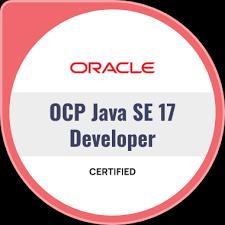 ORACLE
OCP Java SE 17
Developer
CERTIFIED